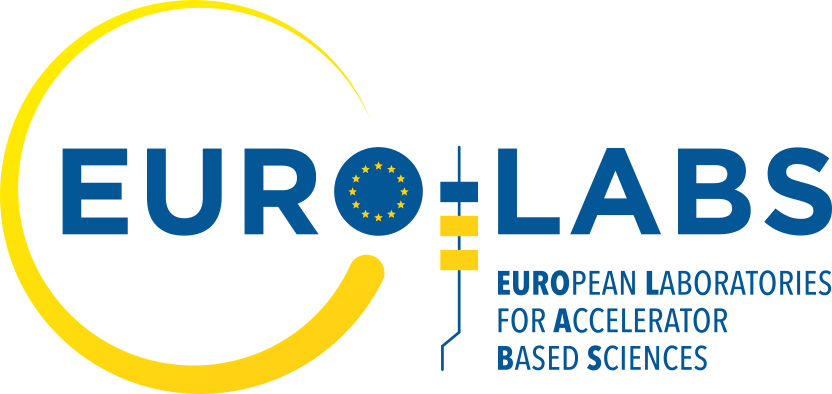 EURO-LABS
EUROPEAN LABORATORIES
FOR ACCELERATOR
BASED SCIENCES